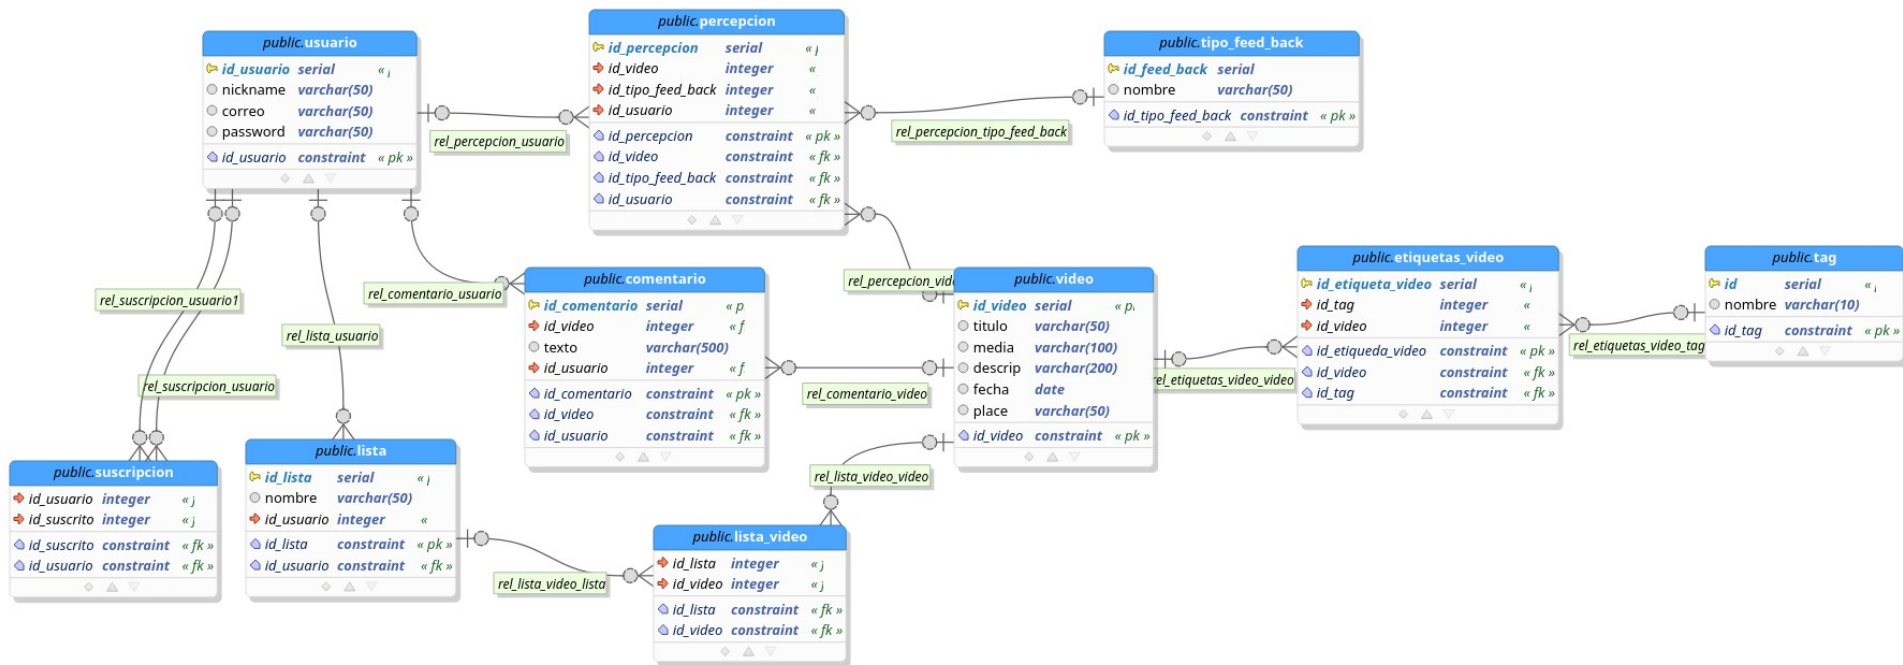 public.usuario
id_usuario serial «
nickname varchar(50)
correo varchar(50)
password varchar(50)
id_usuario constraint « pk »
public.percepcion
id_percepcion serial «
id_video integer «
id_tipo_feed_back integer «
id_usuario integer «
id_percepcion constraint « pk »
id_video constraint « fk »
id_tipo_feed_back constraint « fk »
id_usuario constraint « fk »
public.tipo_feed_back
id_feed_back serial
nombre varchar(50)
id_tipo_feed_back constraint « pk »
rel_percepcion_usuario
rel_percepcion_tipo_feed_back
rel_suscripcion_usuario1
rel_lista_usuario
rel_comentario_usuario
rel_suscripcion_usuario
public.comentario
id_comentario serial « p
id_video integer « f
texto varchar(500)
id_usuario integer « f
id_comentario constraint « pk »
id_video constraint « fk »
id_usuario constraint « fk »
rel_percepcion_vide
public.video
id_video serial « p
titulo varchar(50)
media varchar(100)
descrip varchar(200)
fecha date
place varchar(50)
id_video constraint « pk »
rel_comentario_video
rel_etiquetas_video_video
public.etiquetas_video
id_etiqueta_video serial «
id_tag integer «
id_video integer «
id_etiqueda_video constraint « pk »
id_video constraint « fk »
id_tag constraint « fk »
rel_etiquetas_video_tag
public.tag
id serial «
nombre varchar(10)
id_tag constraint « pk »
public.suscripcion
id_usuario integer «
id_suscrito integer «
id_suscrito constraint « fk »
id_usuario constraint « fk »
public.lista
id_lista serial «
nombre varchar(50)
id_usuario integer «
id_lista constraint « pk »
id_usuario constraint « fk »
rel_lista_video_video
rel_lista_video_lista
public.lista_video
id_lista integer «
id_video integer «
id_lista constraint « fk »
id_video constraint « fk »